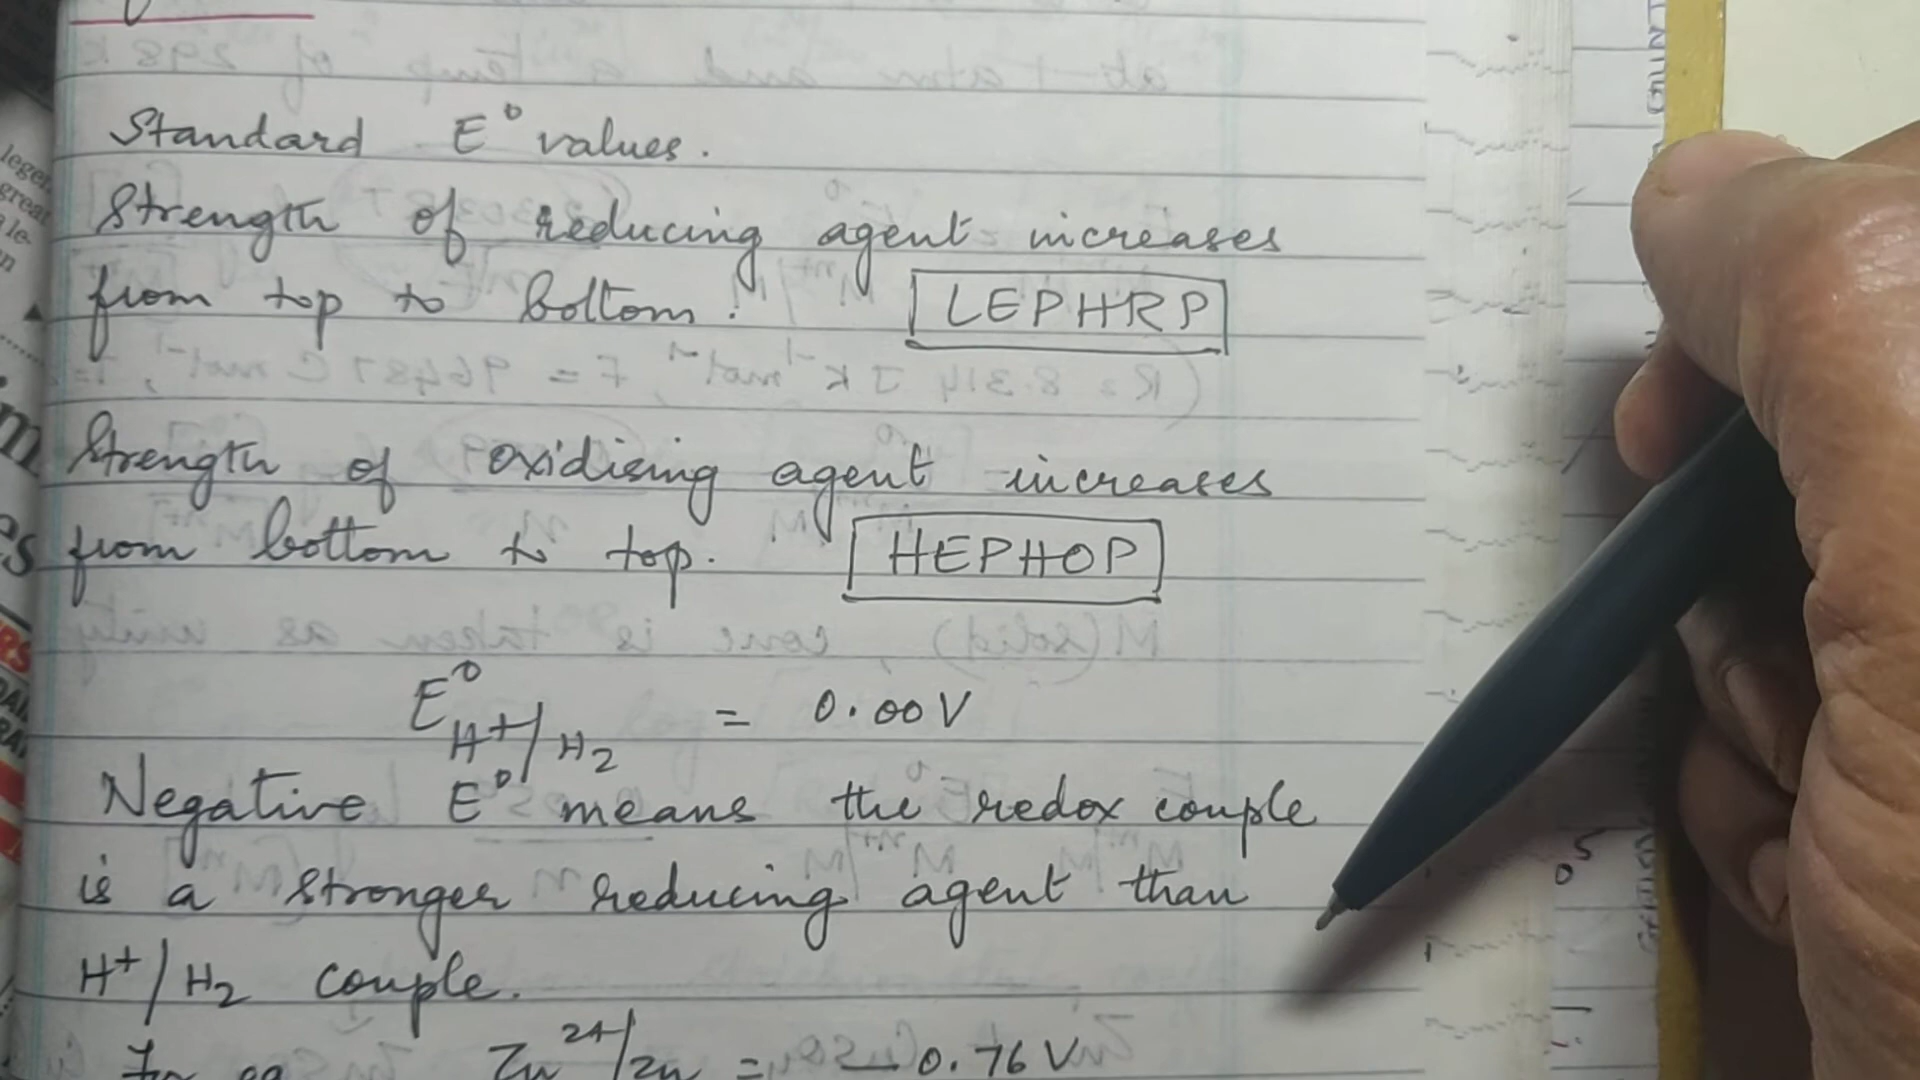 Standard E° values.
Strength of reducing agent increases
from top to bottom. LEPHRP
Strength of oxidising agent increases
from bottom to top. HEPHOP
E°H+/H2 = 0.00V
Negative E° means the redox couple
is a stronger reducing agent than
H+/H2 couple.
Zn2+/Zn = -0.76V